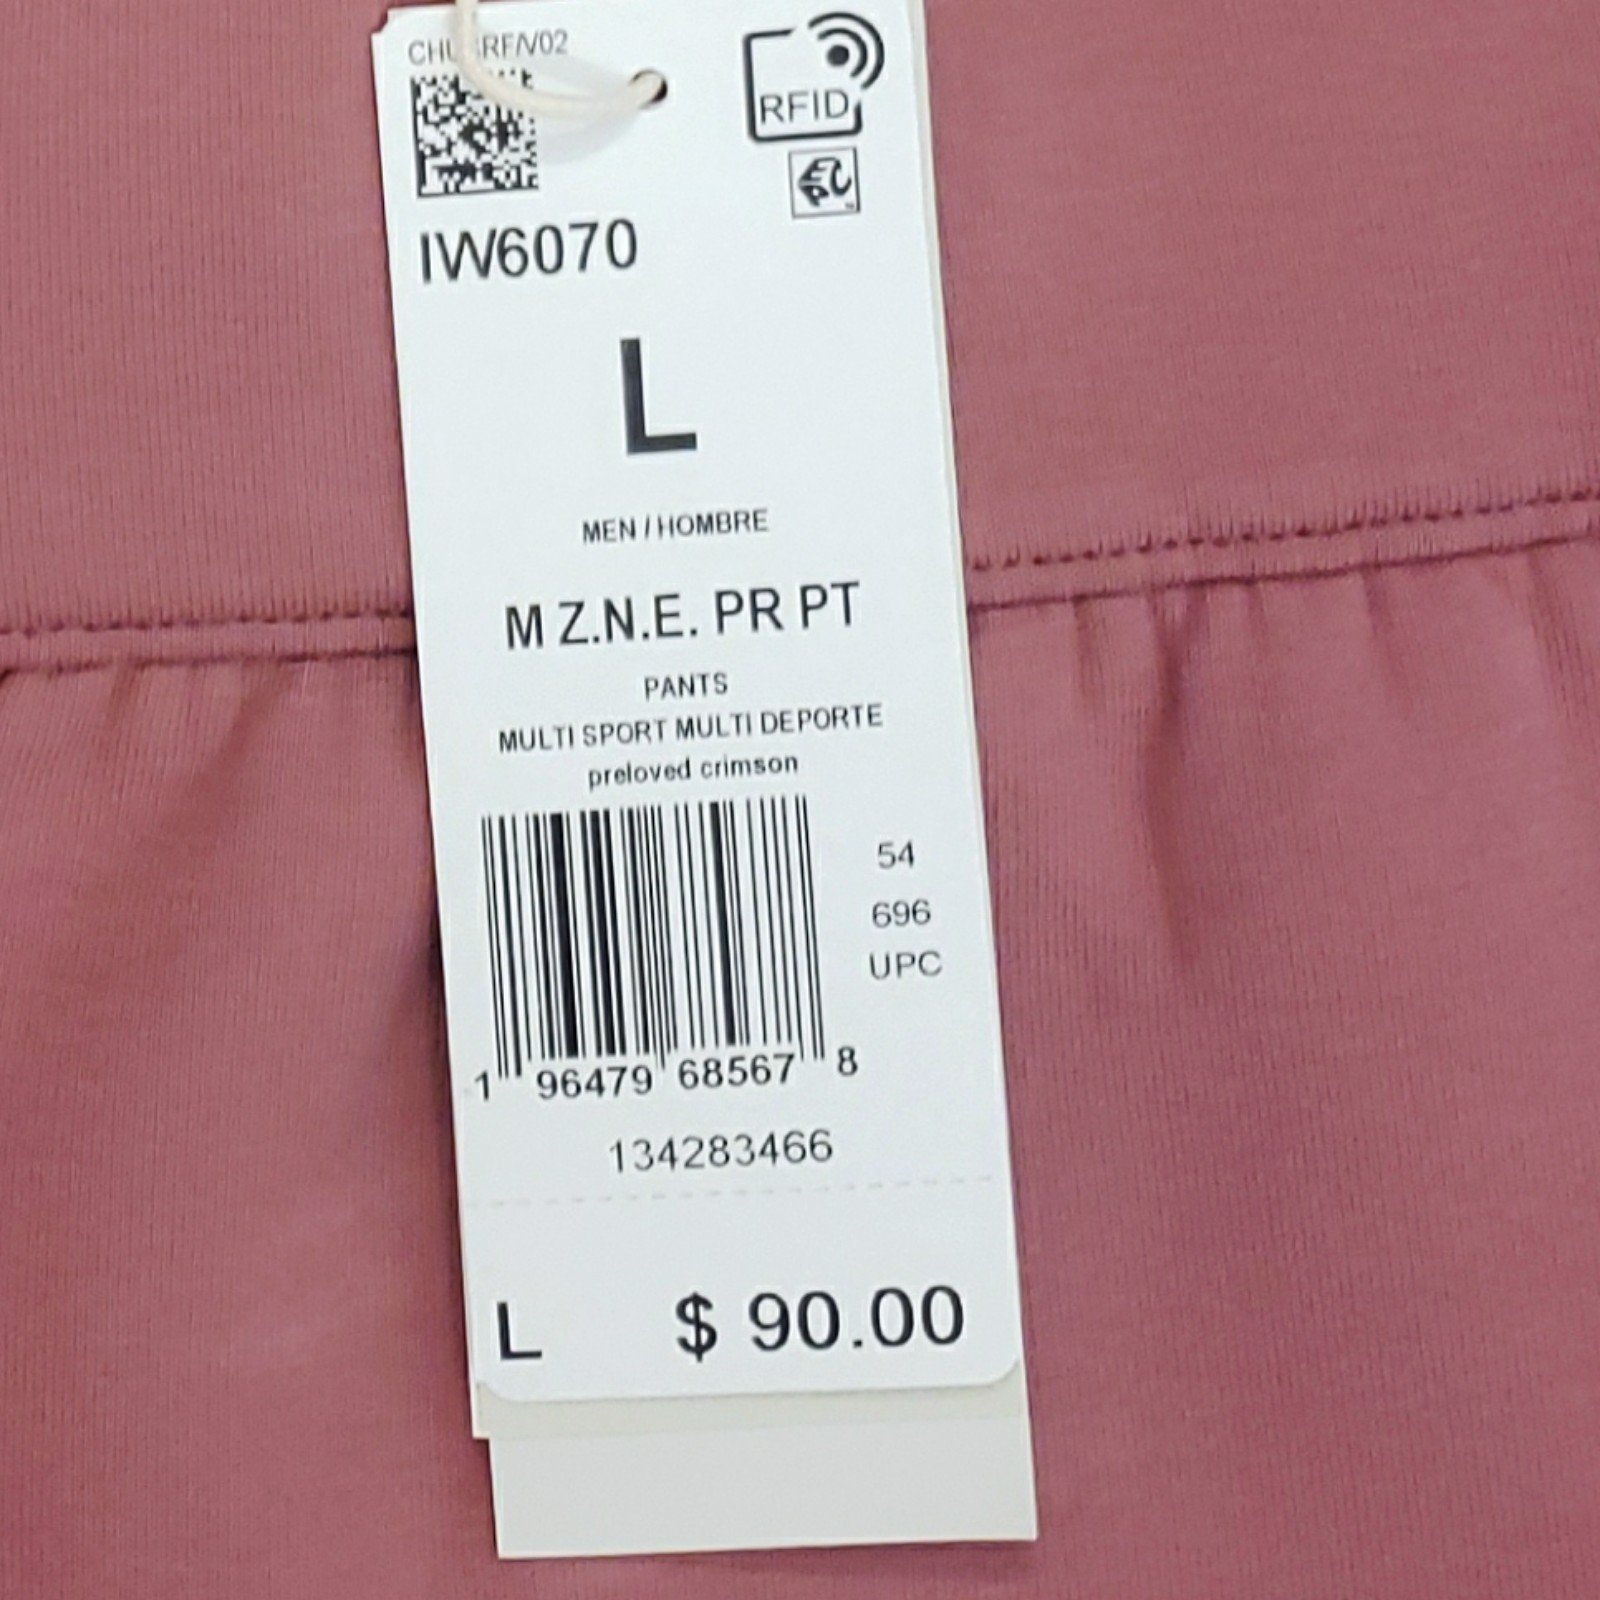 RFID
EPC
IW6070
L
MEN / HOMBRE
M Z.N.E. PR PT
PANTS
MULTI SPORT MULTI DEPORTE
preloved crimson
54
696
UPC
1 96479 68567 8
134283466
L $ 90.00